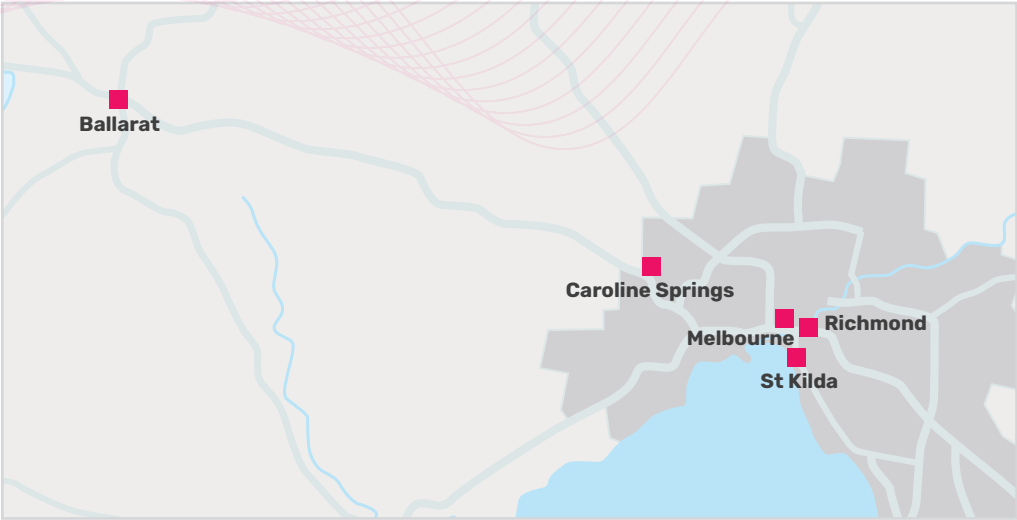 Ballarat
Caroline Springs
Richmond
Melbourne
St Kilda